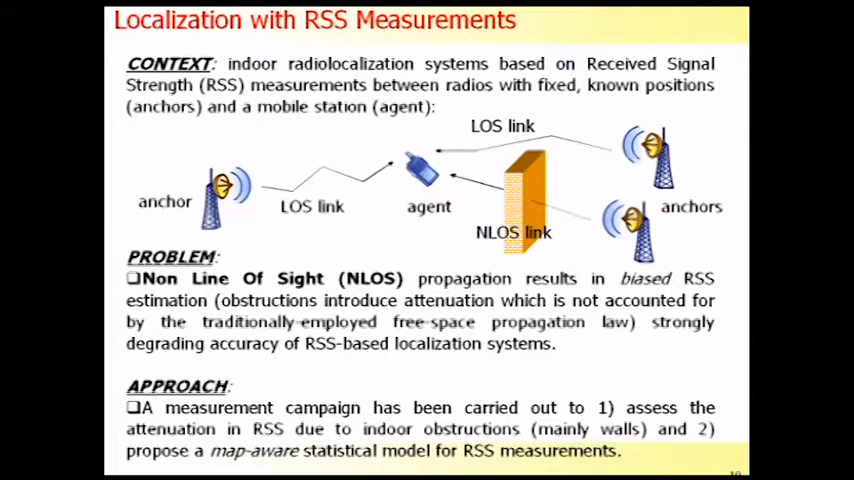 Localization with RSS Measurements
CONTEXT: indoor radiolocalization systems based on Received Signal
Strength (RSS) measurements between radios with fixed, known positions
(anchors) and a mobile station (agent):
LOS link
anchor
LOS link
agent
anchors
NLOS link
PROBLEM:
❑Non Line Of Sight (NLOS) propagation results in biased RSS
estimation (obstructions introduce attenuation which is not accounted for
by the traditionally-employed free-space propagation law) strongly
degrading accuracy of RSS-based localization systems.
APPROACH:
❑A measurement campaign has been carried out to 1) assess the
attenuation in RSS due to indoor obstructions (mainly walls) and 2)
propose a map-aware statistical model for RSS measurements.